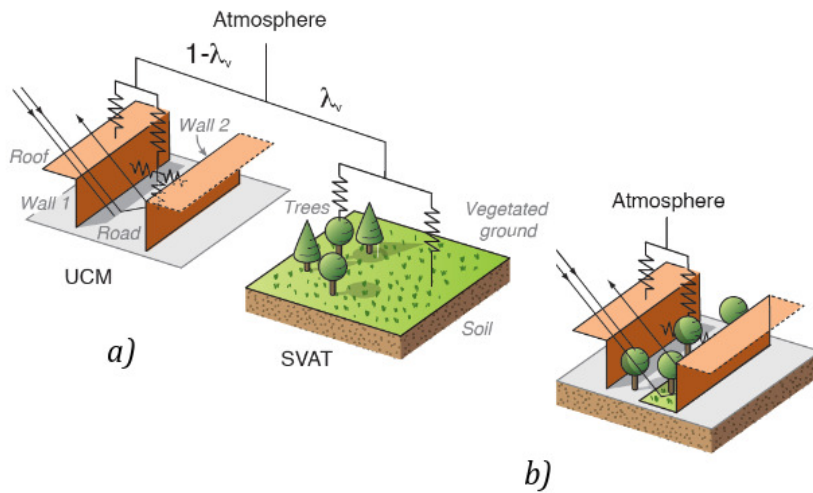 Atmosphere
1-λv
λv
Wall 2
Roof
Wall 1
Road
UCM
Trees
Vegetated
ground
Soil
SVAT
a)
Atmosphere
b)